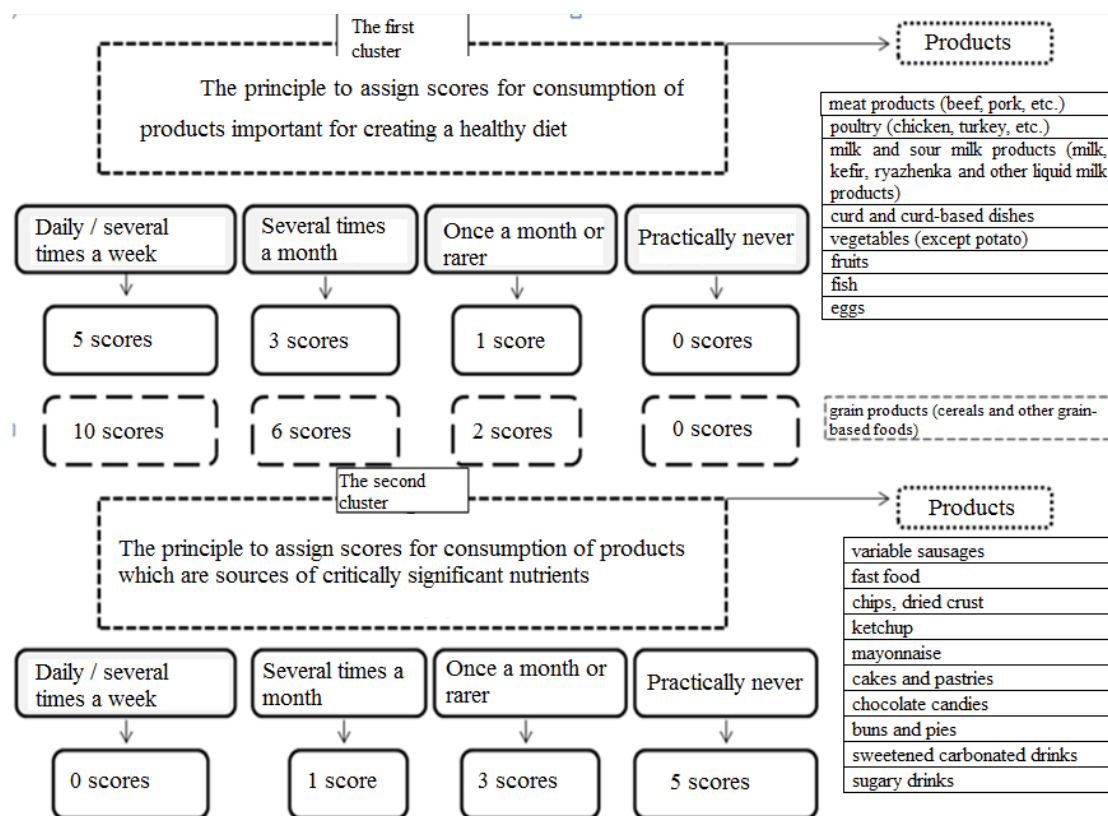 The first
cluster
The principle to assign scores for consumption of
products important for creating a healthy diet
Products
meat products (beef, pork, etc.)
poultry (chicken, turkey, etc.)
milk and sour milk products (milk,
kefir, ryazhenka and other liquid milk
products)
curd and curd-based dishes
vegetables (except potato)
fruits
fish
eggs
Daily / several
times a week
Several times
a month
Once a month or
rarer
Practically never
5 scores
3 scores
1 score
0 scores
10 scores
6 scores
2 scores
0 scores
grain products (cereals and other grain-
based foods)
The second
cluster
The principle to assign scores for consumption of products
which are sources of critically significant nutrients
Products
variable sausages
fast food
chips, dried crust
ketchup
mayonnaise
cakes and pastries
chocolate candies
buns and pies
sweetened carbonated drinks
sugary drinks
Daily / several
times a week
Several times a
month
Once a month or
rarer
Practically never
0 scores
1 score
3 scores
5 scores